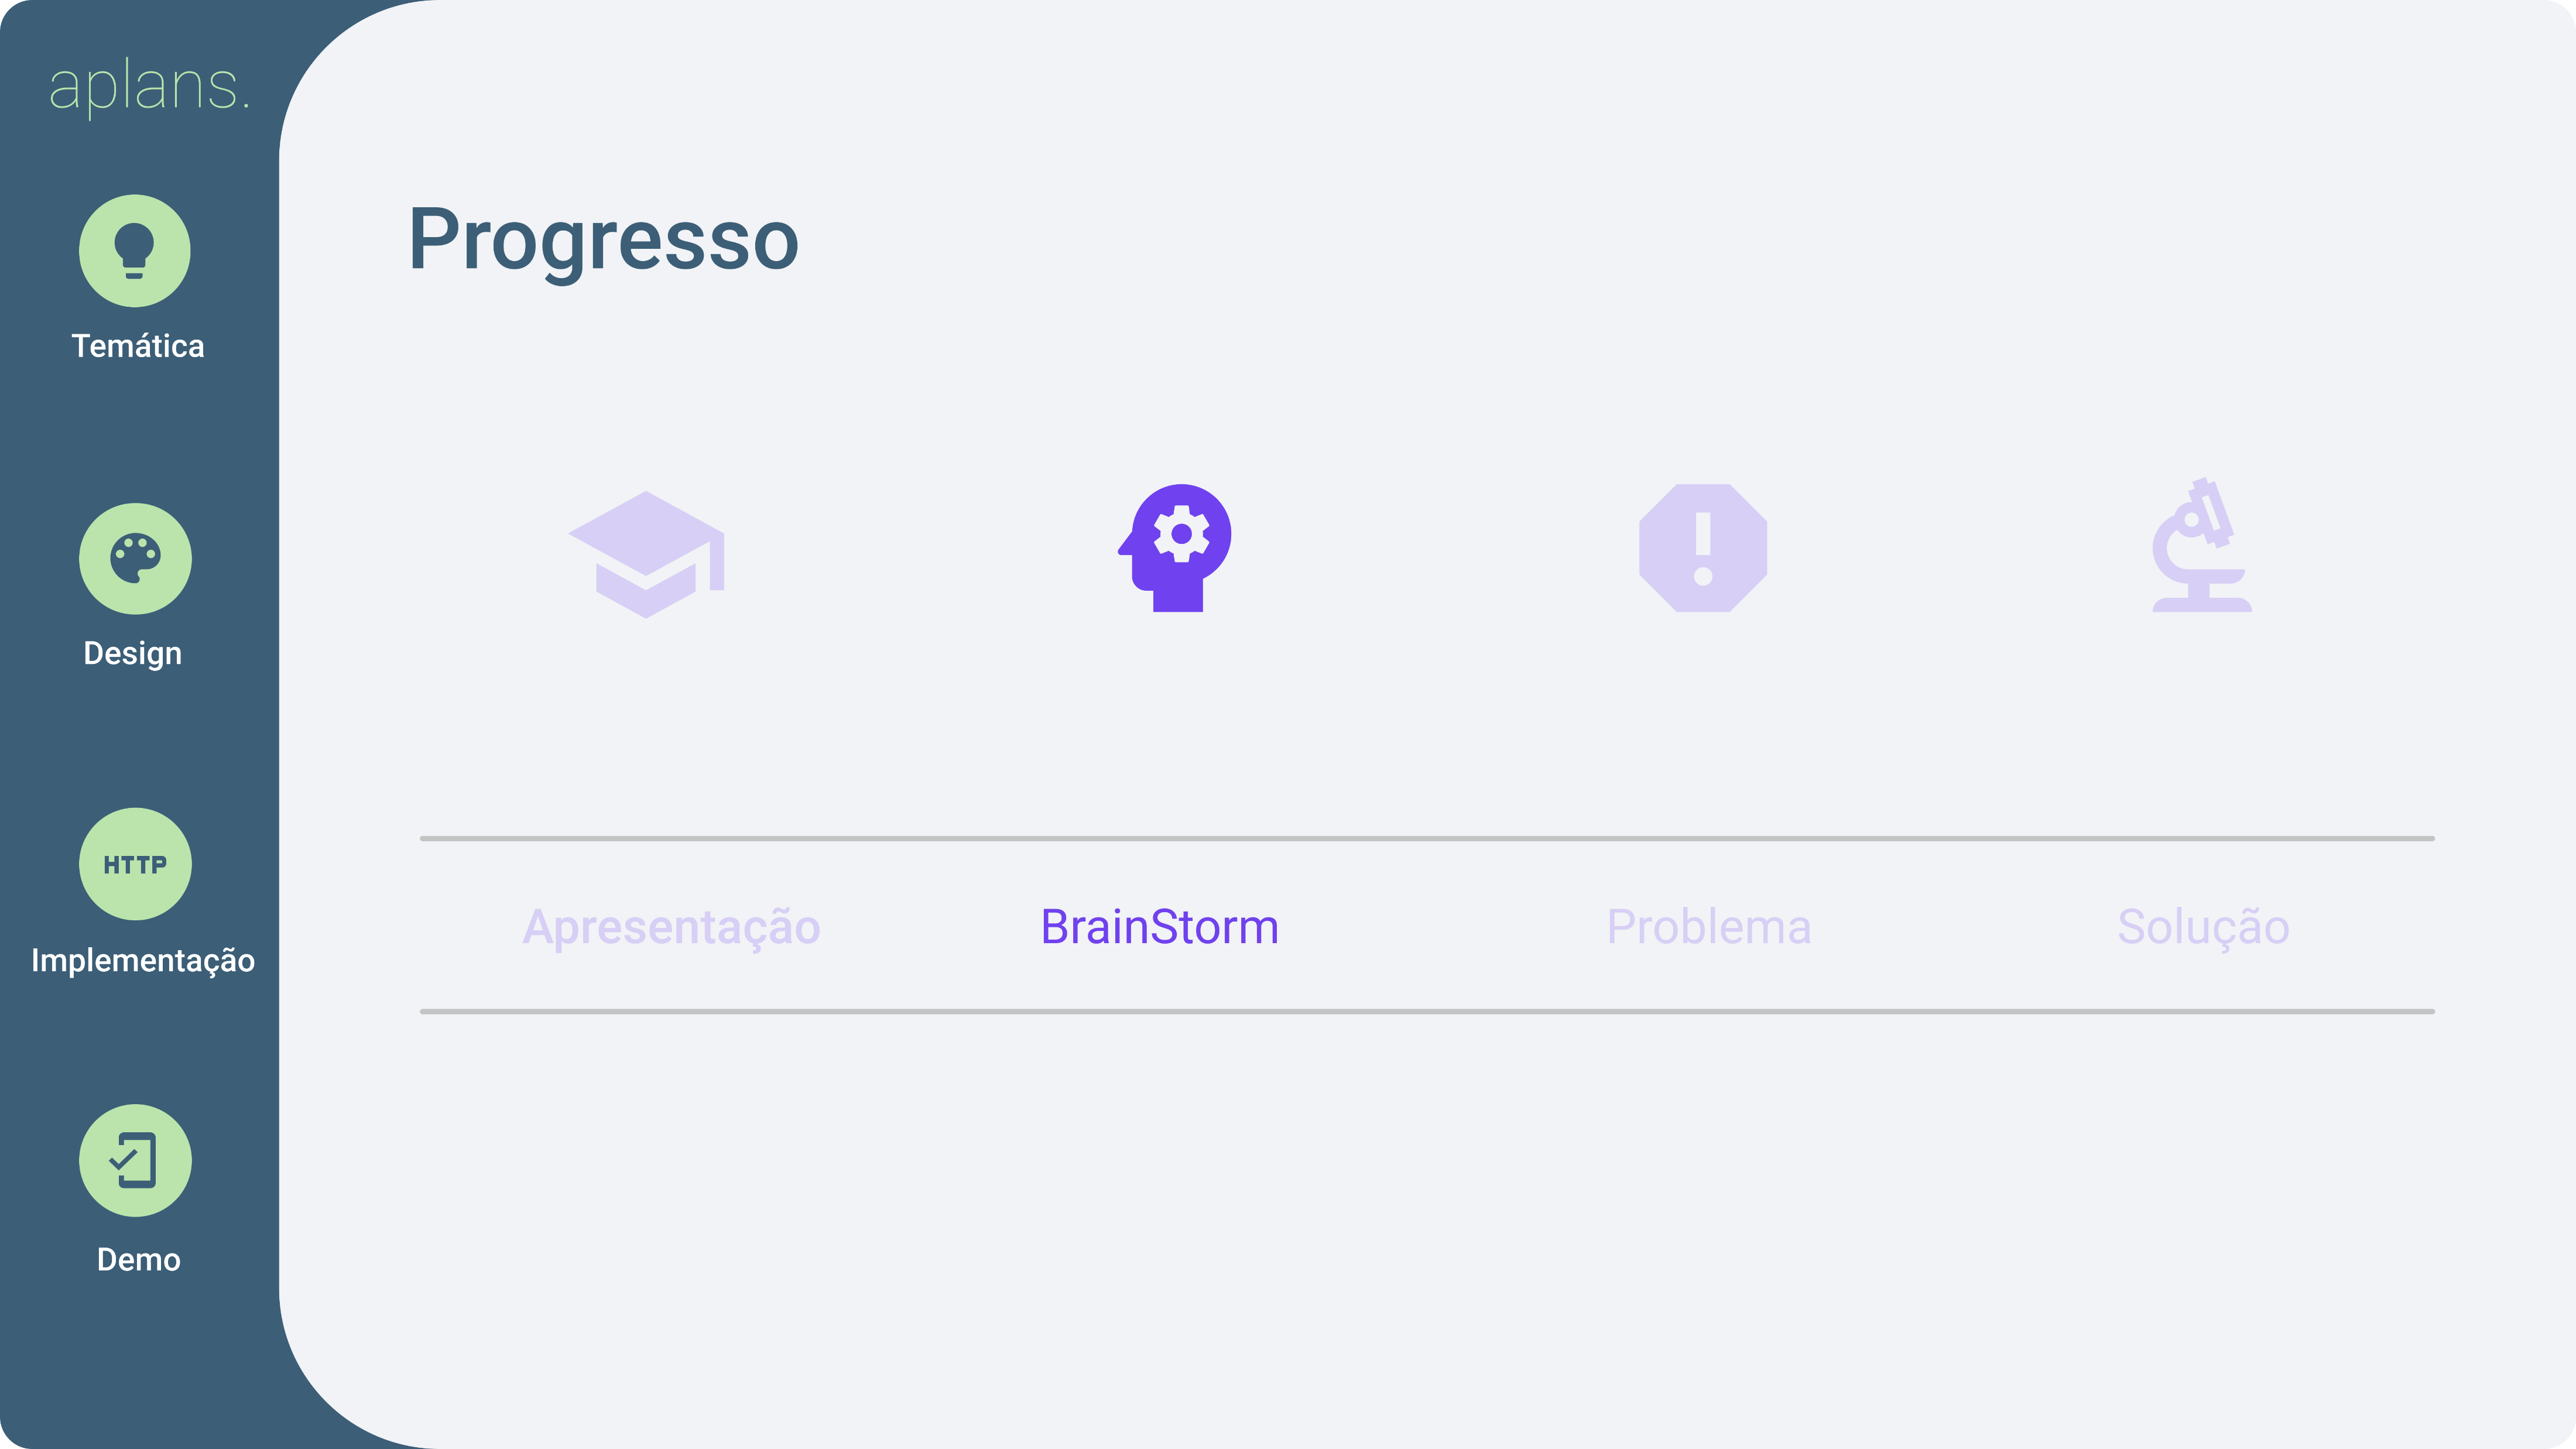 aplans.
Temática
Design
HTTP
Implementação
Demo
Progresso
Apresentação
BrainStorm
Problema
Solução